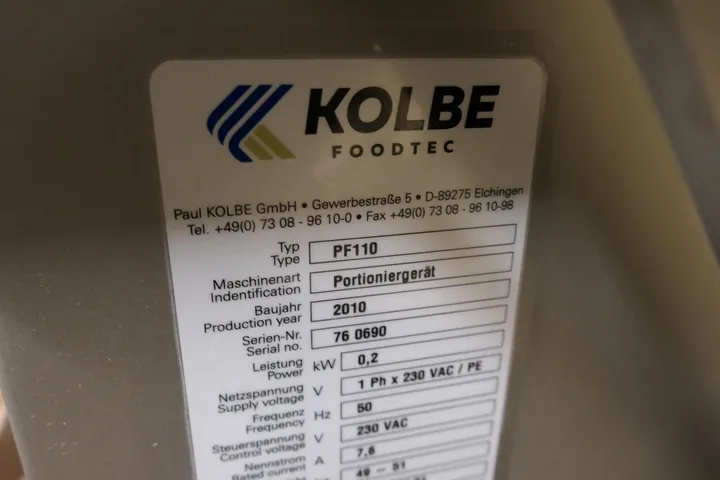 KOLBE
FOODTEC
Paul KOLBE GmbH • Gewerbestraße 5 • D-89275 Elchingen
Tel. +49(0) 73 08 - 96 10-0 • Fax +49(0) 73 08 - 96 10-98
Typ
Type PF110
Maschinenart
Indentification Portioniergerät
Baujahr
Production year 2010
Serien-Nr.
Serial no. 76 0690
Leistung
Power kW 0,2
Netzspannung
Supply voltage V 1 Ph x 230 VAC / PE
Frequenz
Frequency Hz 50
Steuerspannung
Control voltage V 230 VAC
Nennstrom
Rated current A 7,6
49 - 51